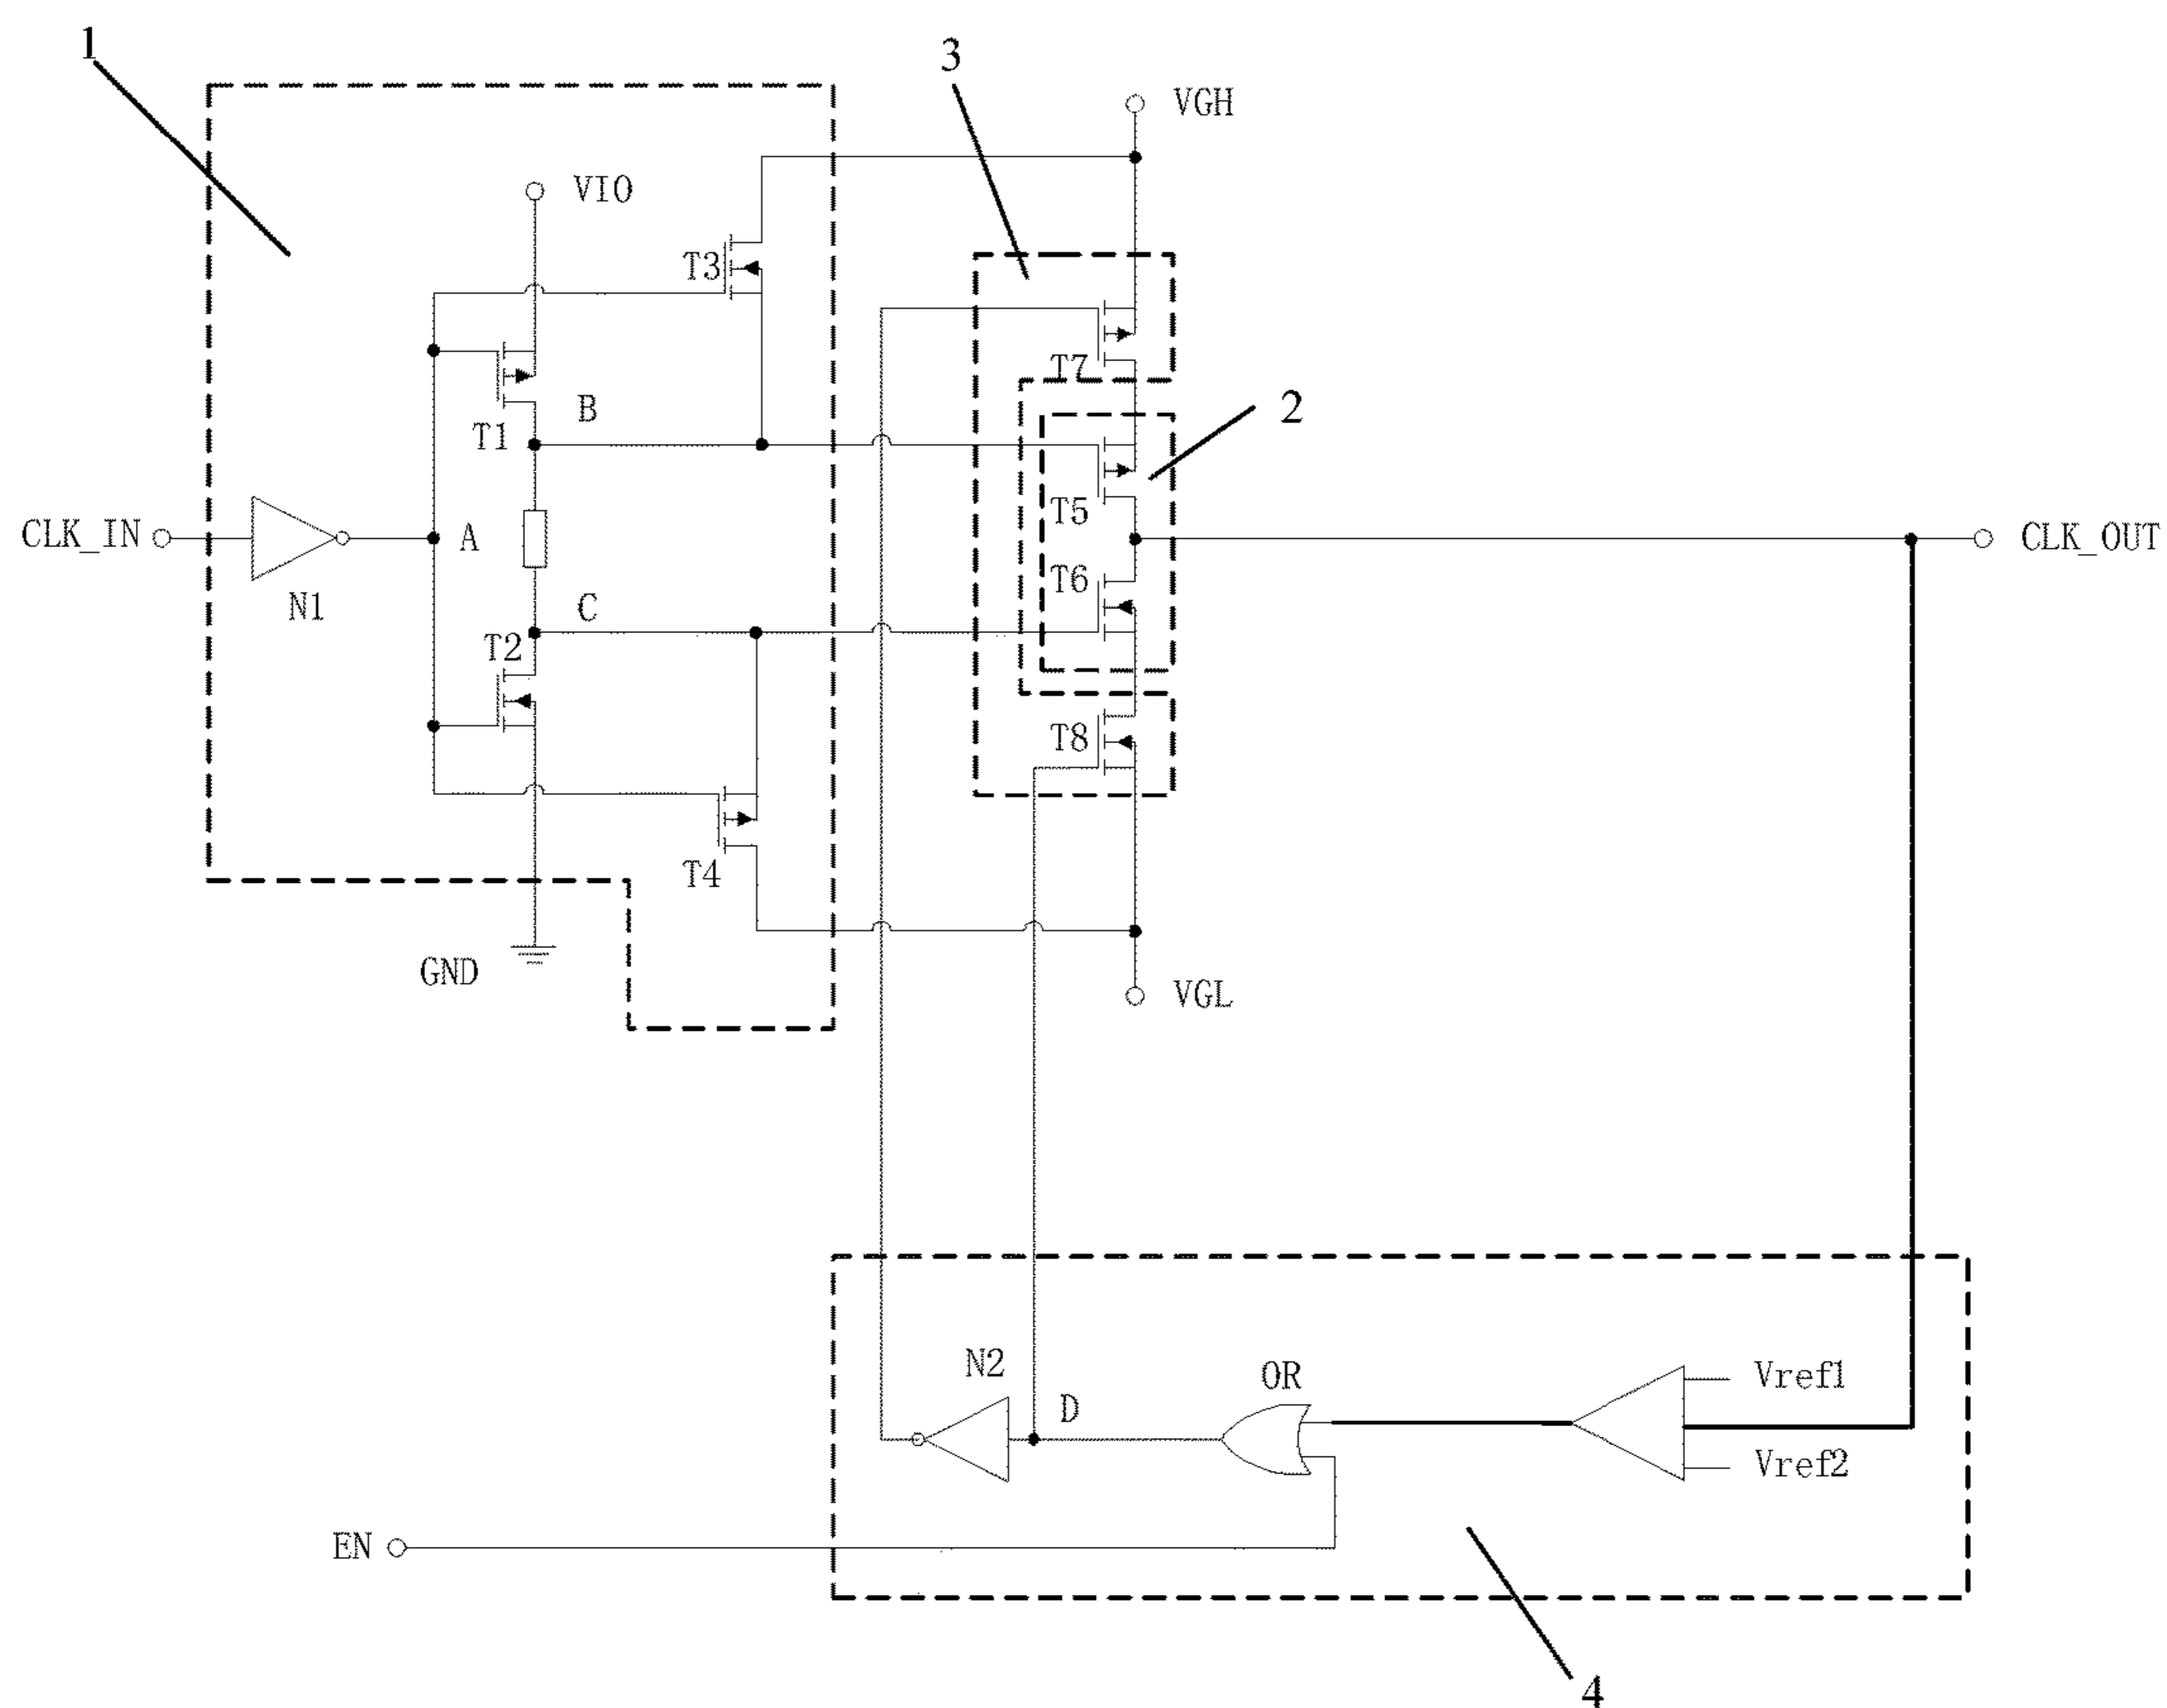 1
3
VGH
VIO
T3
T7
B
2
T1
T5
CLK_IN
A
CLK_OUT
T6
N1
C
T2
T8
T4
GND
VGL
N2
OR
Vref1
D
Vref2
EN
4